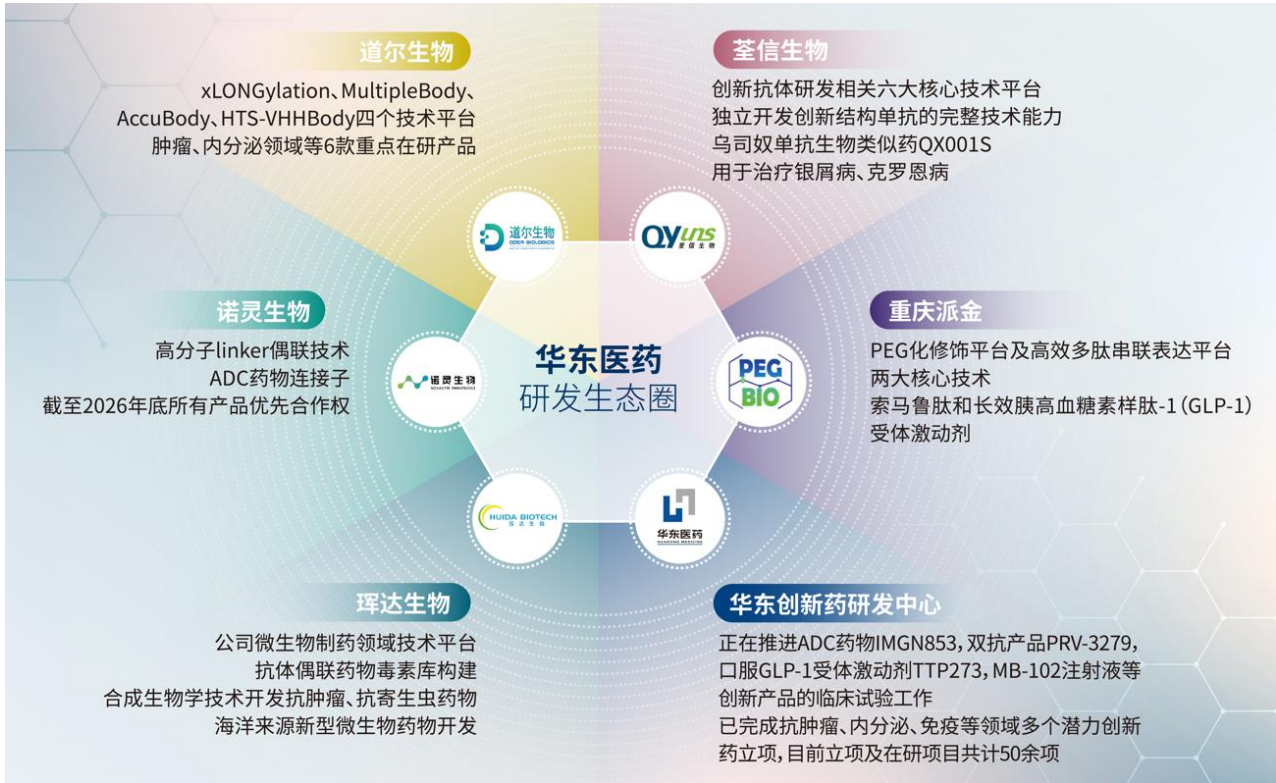 道尔生物
xLONGylation、MultipleBody、
AccuBody、HTS-VHHBody四个技术平台
肿瘤、内分泌领域等6款重点在研产品
荃信生物
创新抗体研发相关六大核心技术平台
独立开发创新结构单抗的完整技术能力
乌司奴单抗生物类似药QX001S
用于治疗银屑病、克罗恩病
道尔生物
DOER BIOLOGICS
QYuns
荃信生物
诺灵生物
高分子linker偶联技术
ADC药物连接子
截至2026年底所有产品优先合作权
诺灵生物
华东医药
研发生态圈
PEG
BIO
重庆派金
PEG化修饰平台及高效多肽串联表达平台
两大核心技术
索马鲁肽和长效胰高血糖素样肽-1（GLP-1）
受体激动剂
HUIDA BIOTECH
珲达生物
华东医药
HUADONG MEDICINE
珲达生物
公司微生物制药领域技术平台
抗体偶联药物毒素库构建
合成生物学技术开发抗肿瘤、抗寄生虫药物
海洋来源新型微生物药物开发
华东创新药研发中心
正在推进ADC药物IMGN853，双抗产品PRV-3279，
口服GLP-1受体激动剂TTP273，MB-102注射液等
创新产品的临床试验工作
已完成抗肿瘤、内分泌、免疫等领域多个潜力创新
药立项，目前立项及在研项目共计50余项